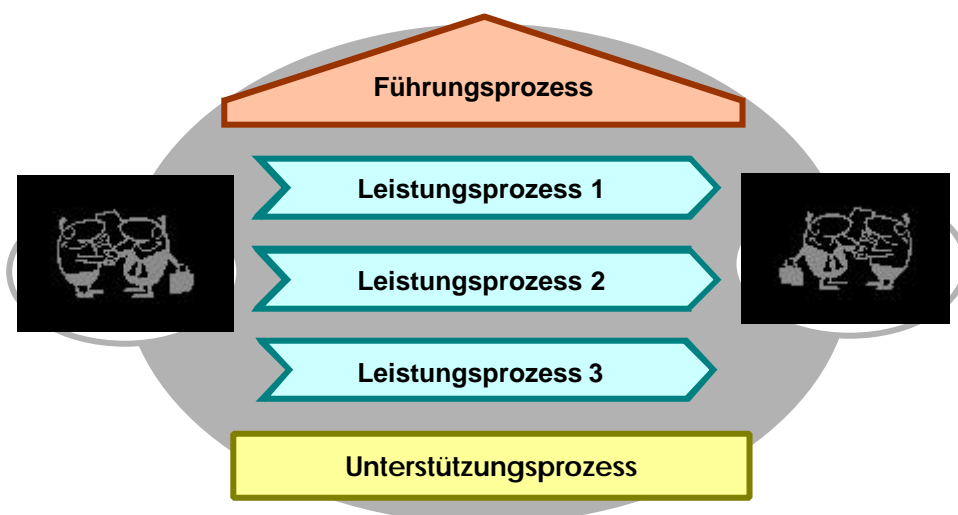 Führungsprozess
Leistungsprozess 1
Leistungsprozess 2
Leistungsprozess 3
Unterstützungsprozess